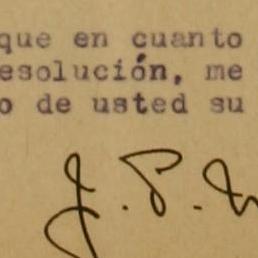 que en cuanto
esolución, me
o de usted su
J. P. W